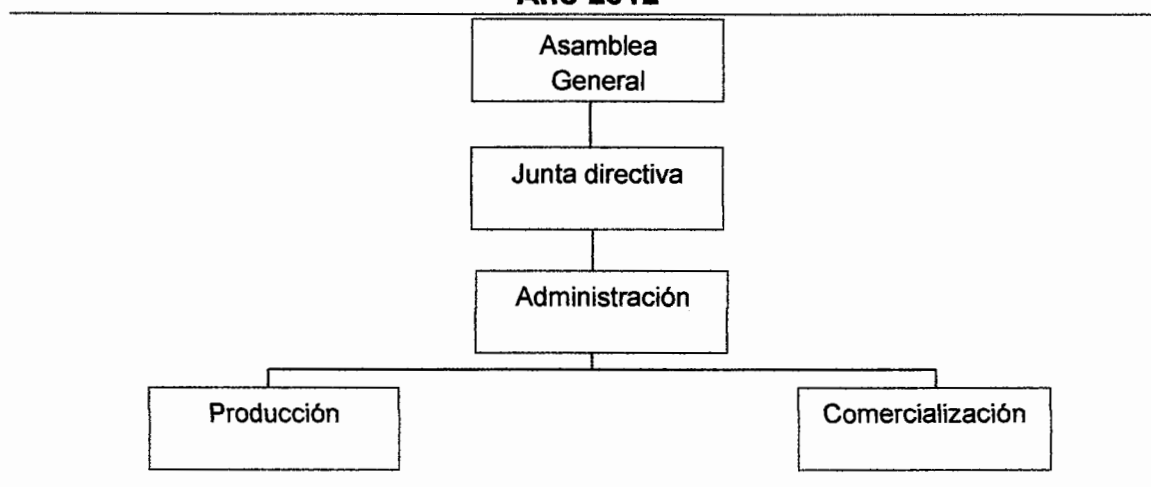 Asamblea
General
Junta directiva
Administración
Producción
Comercialización